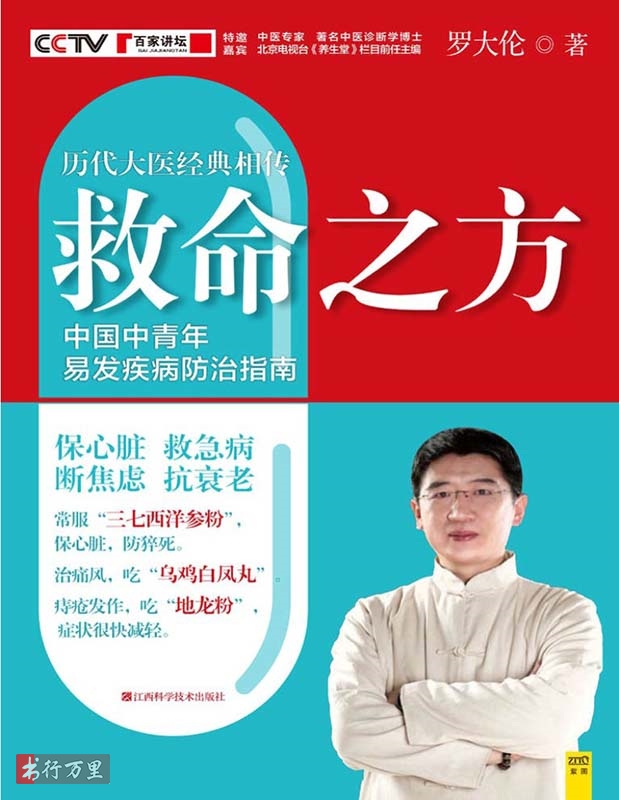 CCTV 百家讲坛
BAI JIA JIANG TAN
特邀 中医专家 著名中医诊断学博士
嘉宾 北京电视台《养生堂》栏目前任主编
罗大伦 ◎ 著
历代大医经典相传
救命之方
中国中青年
易发疾病防治指南
保心脏 救急病
断焦虑 抗衰老
常服“三七西洋参粉”，
保心脏，防猝死。
治痛风，吃“乌鸡白凤丸”。
痔疮发作，吃“地龙粉”，
症状很快减轻。
江西科学技术出版社
书行万里
紫图